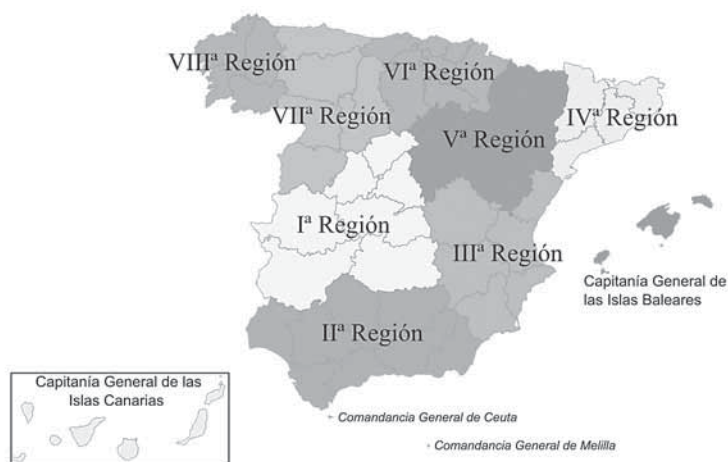 VIIIª Región
VIª Región
VIIª Región
IVª Región
Vª Región
Iª Región
IIIª Región
Capitanía General de
las Islas Baleares
IIª Región
Capitanía General de las
Islas Canarias
Comandancia General de Ceuta
Comandancia General de Melilla